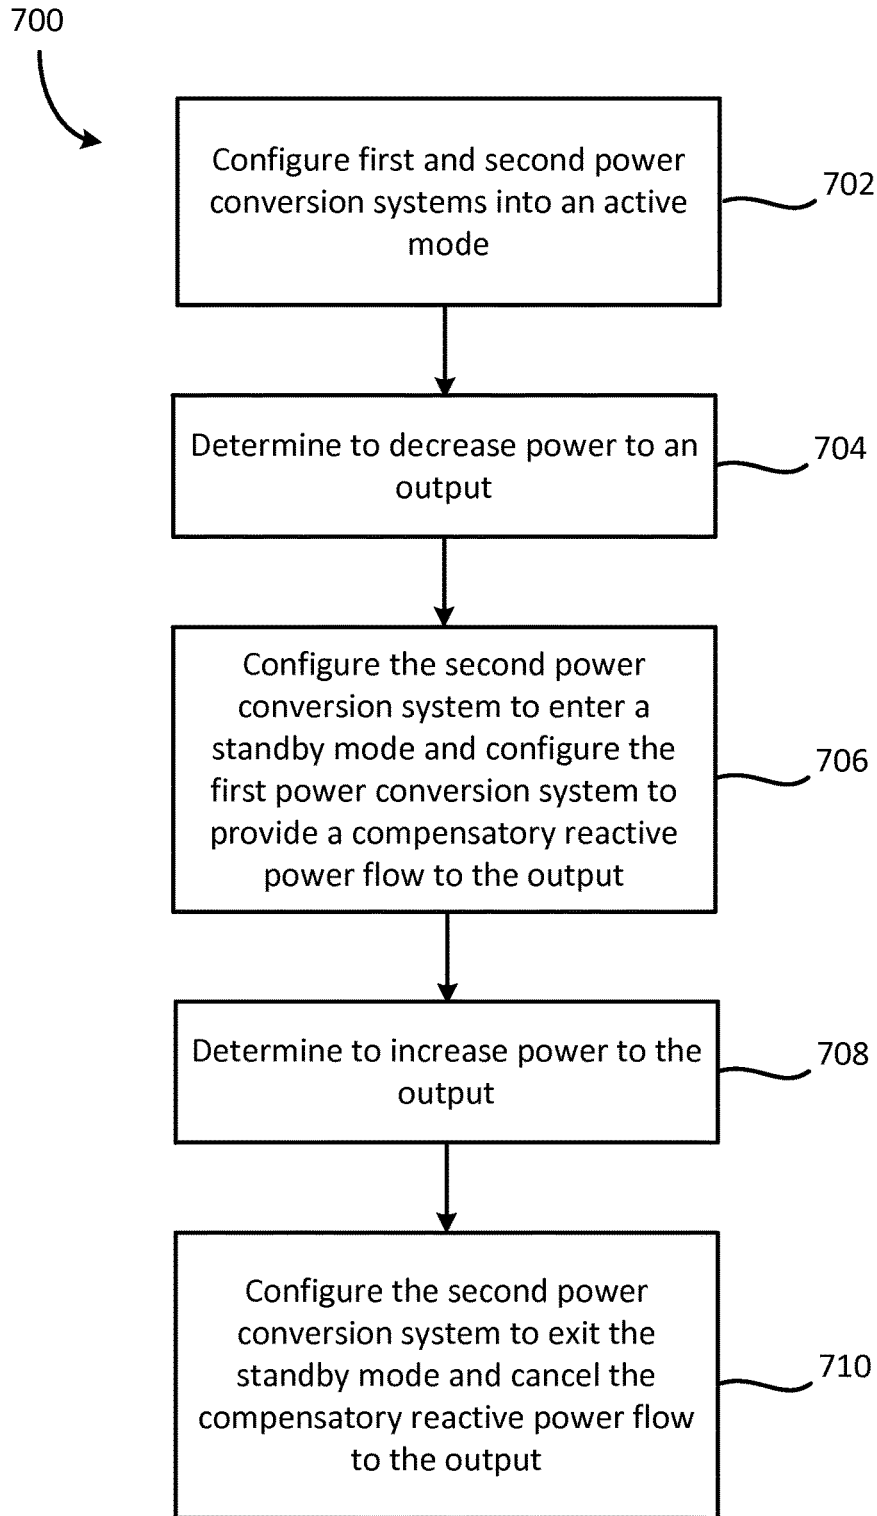 700
Configure first and second power
conversion systems into an active
mode
702
Determine to decrease power to an
output
704
Configure the second power
conversion system to enter a
standby mode and configure the
first power conversion system to
provide a compensatory reactive
power flow to the output
706
Determine to increase power to the
output
708
Configure the second power
conversion system to exit the
standby mode and cancel the
compensatory reactive power flow
to the output
710